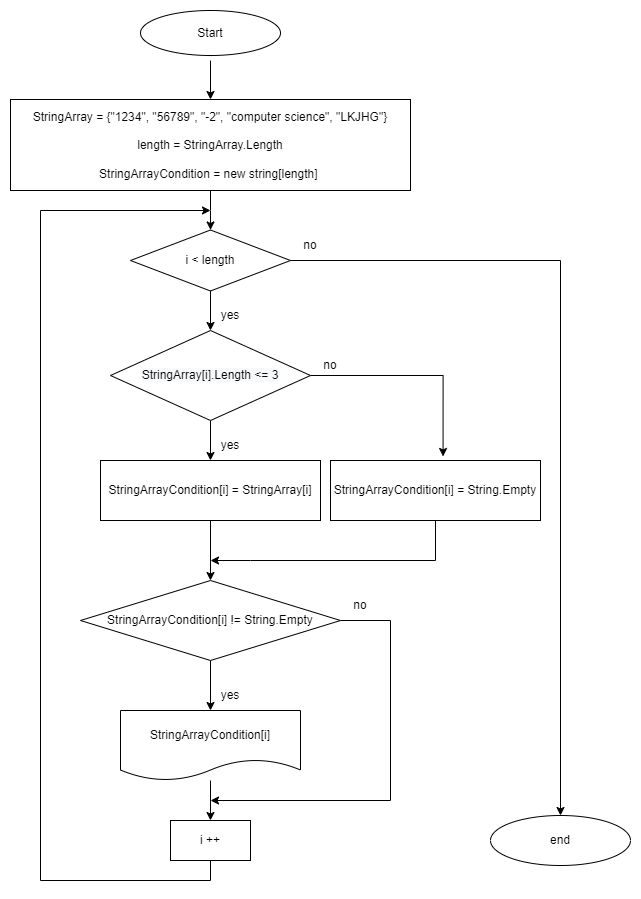 Start
StringArray = {"1234", "56789", "-2", "computer science", "LKJHG"}
length = StringArray.Length
StringArrayCondition = new string[length]
i < length
no
yes
StringArray[i].Length <= 3
no
yes
StringArrayCondition[i] = StringArray[i]
StringArrayCondition[i] = String.Empty
StringArrayCondition[i] != String.Empty
no
yes
StringArrayCondition[i]
i ++
end